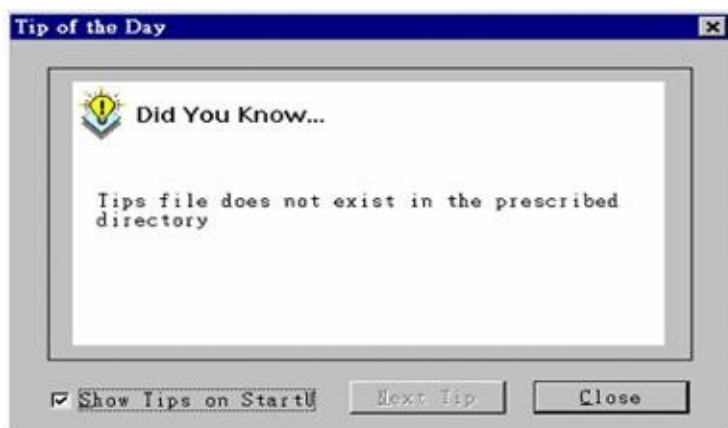 Tip of the Day
Did You Know...
Tips file does not exist in the prescribed
directory
Show Tips on StartU
Next Tip
Close